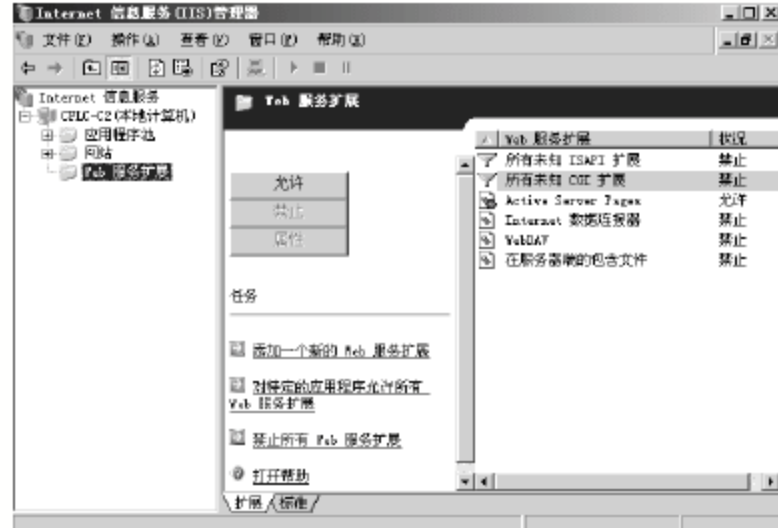 Internet 信息服务(IIS)管理器
文件(F) 操作(A) 查看(V) 窗口(W) 帮助(H)
Internet 信息服务
CPLC-C2(本地计算机)
应用程序池
网站
Web 服务扩展
Web 服务扩展
允许
禁止
属性
任务
添加一个新的 Web 服务扩展
对特定的应用程序允许所有
Web 服务扩展
禁止所有 Web 服务扩展
打开帮助
Web 服务扩展 状况
所有未知 ISAPI 扩展 禁止
所有未知 CGI 扩展 禁止
Active Server Pages 允许
Internet 数据连接器 禁止
WebDAV 禁止
在服务器端的包含文件 禁止
扩展 标准